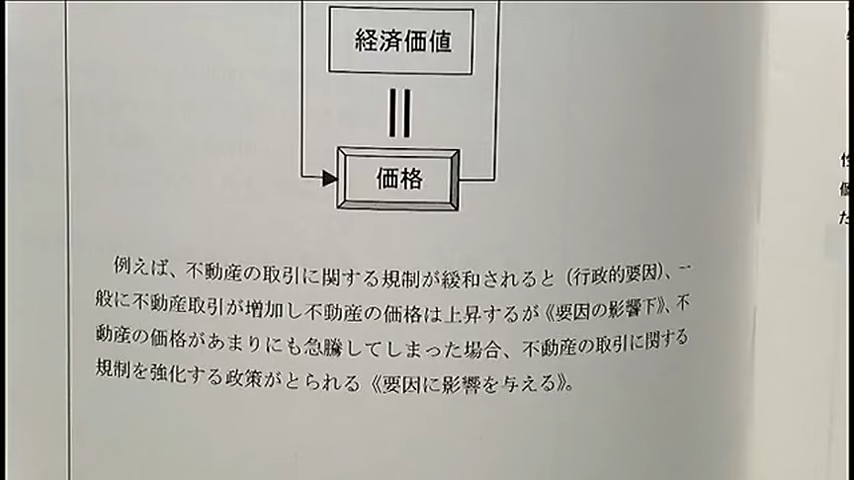 経済価値
価格
例えば、不動産の取引に関する規制が緩和されると（行政的要因）、一
般に不動産取引が増加し不動産の価格は上昇するが《要因の影響下》、不
動産の価格があまりにも急騰してしまった場合、不動産の取引に関する
規制を強化する政策がとられる《要因に影響を与える》。